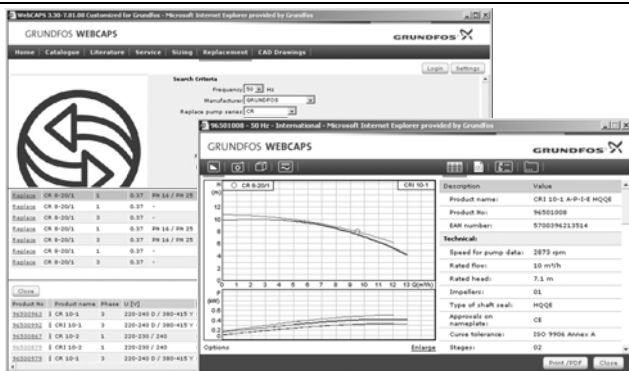 WebCAPS 3.30-7.81.08 Customized for Grundfos - Microsoft Internet Explorer provided by Grundfos
GRUNDFOS WEBCAPS
GRUNDFOS
Home Catalogue Literature Service Sizing Replacement CAD Drawings
Login Settings
Search Criteria
Frequency 50 Hz
Manufacturer GRUNDFOS
Replace pump series CR
Replace CR 8-20/1 1 0.37 PN 16 / PN 25
Replace CR 8-20/1 1 0.37 -
Replace CR 8-20/1 3 0.37 -
Replace CR 8-20/1 1 0.37 PN 16 / PN 25
Replace CR 8-20/1 3 0.37 PN 16 / PN 25
Replace CR 8-20/1 3 0.37 -
Close
Product No Product name Phase U [V]
96500963 CR 10-1 3 220-240 D / 380-415 Y
96500992 CRI 10-1 3 220-240 D / 380-415 Y
96500867 CR 10-2 1 220-230 / 240
96500879 CRI 10-2 1 220-230 / 240
96500979 CR 10-2 3 220-240 D / 380-415 Y
96501008 - 50 Hz - International - Microsoft Internet Explorer provided by Grundfos
GRUNDFOS WEBCAPS
GRUNDFOS
H
(m)
CR 8-20/1
CRI 10-1
12
10
8
6
4
2
0 1 2 3 4 5 6 7 8 9 10 11 12 13 Q(m³/h)
P
(kW)
0.4
0.2
0
Options
Enlarge
Description Value
Product name: CRI 10-1 A-P-I-E HQQE
Product No: 96501008
EAN number: 5700396213514
Technical:
Speed for pump data: 2873 rpm
Rated flow: 10 m³/h
Rated head: 7.1 m
Impellers: 01
Type of shaft seal: HQQE
Approvals on nameplate: CE
Curve tolerance: ISO 9906 Annex A
Stages: 02
Print /PDF Close